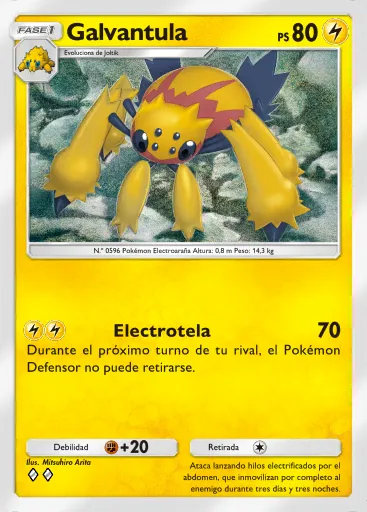 FASE 1
Galvantula
PS 80
Evoluciona de Joltik
N.º 0596 Pokémon Electroaraña Altura: 0,8 m Peso: 14,3 kg
Electrotela 70
Durante el próximo turno de tu rival, el Pokémon
Defensor no puede retirarse.
Debilidad +20 Retirada
Ilus. Mitsuhiro Arita
Ataca lanzando hilos electrificados por el
abdomen, que inmovilizan por completo al
enemigo durante tres días y tres noches.